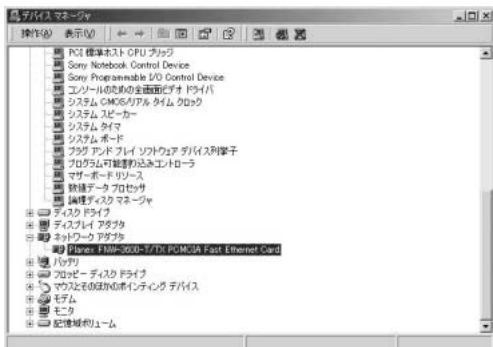 デバイス マネージャ
操作(A) 表示(V)
PCI 標準ホスト CPU ブリッジ
Sony Notebook Control Device
Sony Programmable I/O Control Device
コンソールのための全画面ビデオ ドライバ
システム CMOS/リアル タイム クロック
システム スピーカー
システム タイマ
システム ボード
プラグ アンド プレイ ソフトウェア デバイス列挙子
プログラム可能割り込みコントローラ
マザーボード リソース
数値データ プロセッサ
論理ディスク マネージャ
ディスク ドライブ
ディスプレイ アダプタ
ネットワーク アダプタ
Planex FNW-3600-T/TX PCMCIA Fast Ethernet Card
バッテリ
フロッピー ディスク ドライブ
マウスとそのほかのポインティング デバイス
モデム
モニタ
記憶域ボリューム